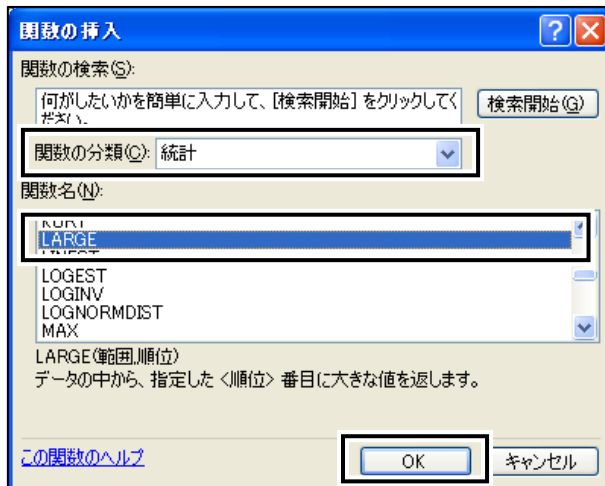 関数の挿入
関数の検索(S):
何がしたいかを簡単に入力して、[検索開始] をクリックしてく
ださい。
検索開始(G)
関数の分類(C): 統計
関数名(N):
KURT
LARGE
LINEST
LOGEST
LOGINV
LOGNORMDIST
MAX
LARGE(範囲,順位)
データの中から、指定した <順位> 番目に大きな値を返します。
この関数のヘルプ
OK
キャンセル